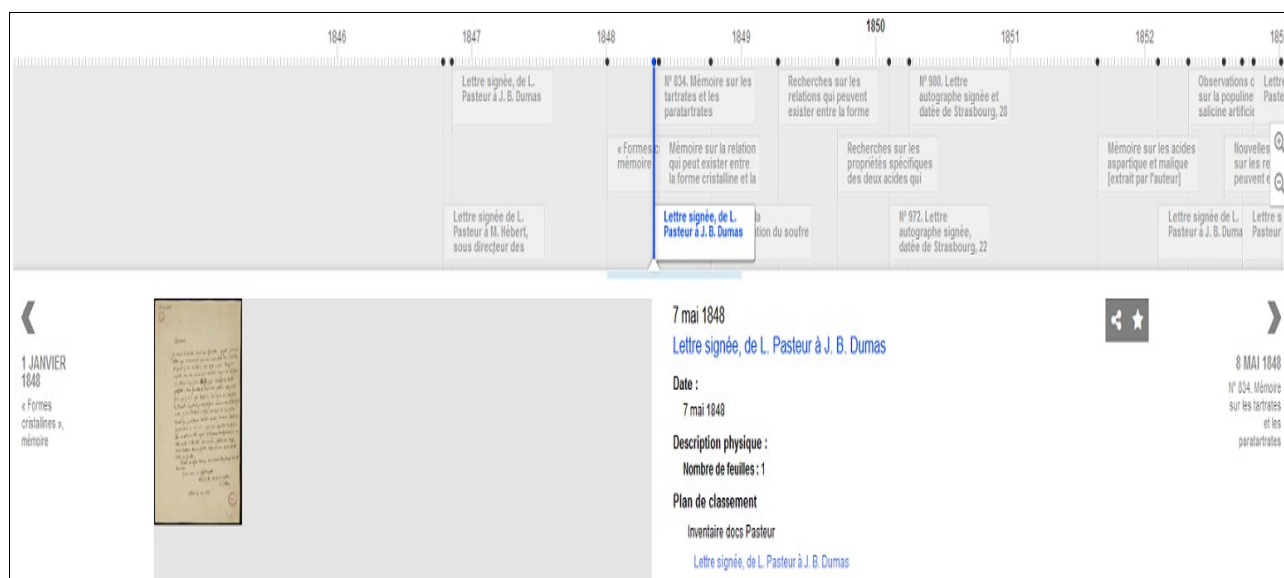 1846 1847 1848 1849 1850 1851 1852 185
Lettre signée, de L.
Pasteur à J. B. Dumas
N° 834. Mémoire sur les
tartrates et les
paratartrates
Recherches sur les
relations qui peuvent
exister entre la forme
N° 980. Lettre
autographe signée et
datée de Strasbourg, 28
Observations
sur la populine
salicine artificie
Lettre
Paste
« Formes
mémoire
Mémoire sur la relation
qui peut exister entre
la forme cristalline et la
Recherches sur les
propriétés spécifiques
des deux acides qui
Mémoire sur les acides
aspartique et malique
[extrait par l'auteur]
Nouvelles
sur les re
peuvent e
Lettre signée de L.
Pasteur à M. Hébert,
sous directeur des
Lettre signée, de L.
Pasteur à J. B. Dumas
la
tion du soufre
N° 972. Lettre
autographe signée,
datée de Strasbourg, 22
Lettre signée de L.
Pasteur à J. B. Duma
Lettre s
Pasteur
1 JANVIER
1848
« Formes
cristallines »,
mémoire
7 mai 1848
Lettre signée, de L. Pasteur à J. B. Dumas
Date :
7 mai 1848
Description physique :
Nombre de feuilles : 1
Plan de classement
Inventaire docs Pasteur
Lettre signée, de L. Pasteur à J. B. Dumas
8 MAI 1848
N° 834. Mémoire
sur les tartrates
et les
paratartrates